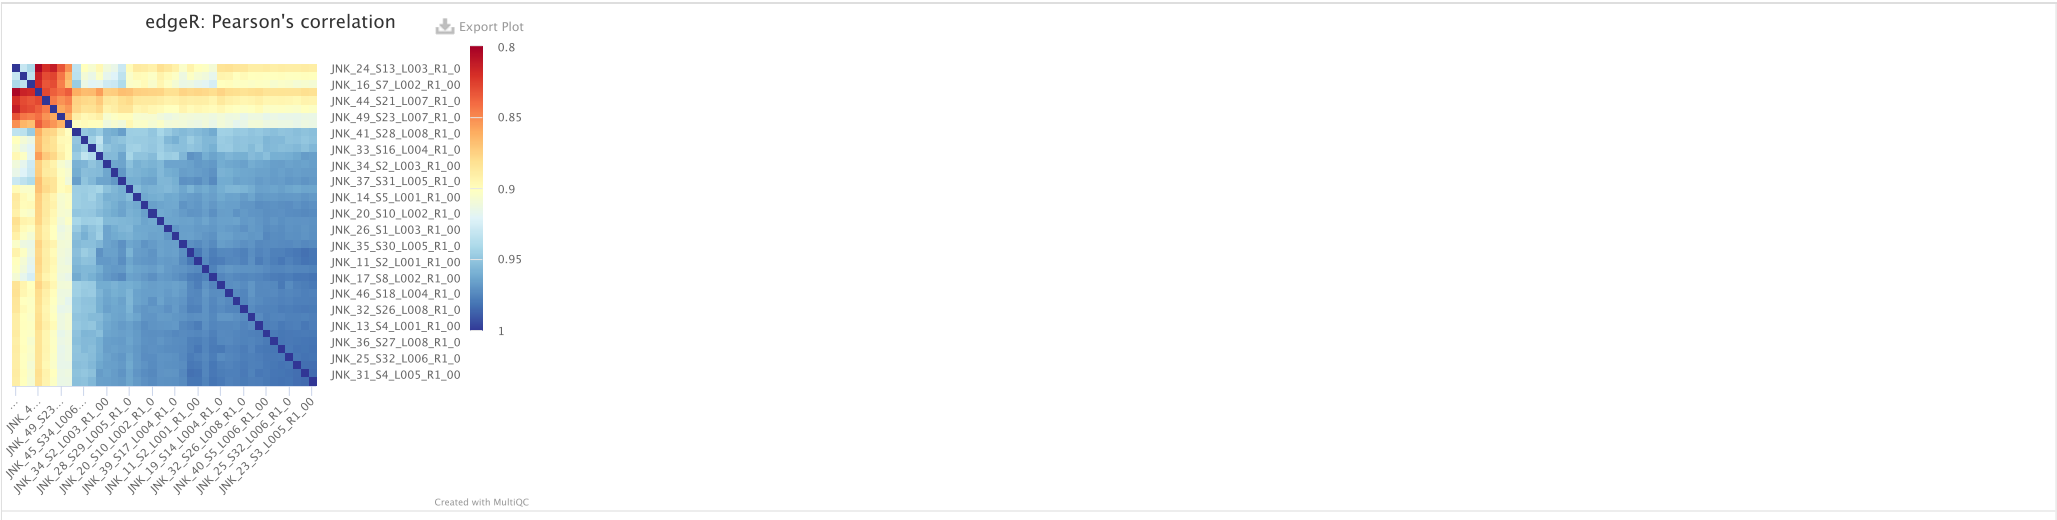 edgeR: Pearson's correlation
Export Plot
0.8
0.85
0.9
0.95
1
JNK_24_S13_L003_R1_0
JNK_16_S7_L002_R1_00
JNK_44_S21_L007_R1_0
JNK_49_S23_L007_R1_0
JNK_41_S28_L008_R1_0
JNK_33_S16_L004_R1_0
JNK_34_S2_L003_R1_00
JNK_37_S31_L005_R1_0
JNK_14_S5_L001_R1_00
JNK_20_S10_L002_R1_0
JNK_26_S1_L003_R1_00
JNK_35_S30_L005_R1_0
JNK_11_S2_L001_R1_00
JNK_17_S8_L002_R1_00
JNK_46_S18_L004_R1_0
JNK_32_S26_L008_R1_0
JNK_13_S4_L001_R1_00
JNK_36_S27_L008_R1_0
JNK_25_S32_L006_R1_0
JNK_31_S4_L005_R1_00
...
JNK_4...
JNK_49_S23...
JNK_45_S34_L006...
JNK_34_S2_L003_R1_00
JNK_28_S29_L005_R1_0
JNK_20_S10_L002_R1_0
JNK_39_S17_L004_R1_0
JNK_11_S2_L001_R1_00
JNK_19_S14_L004_R1_0
JNK_32_S26_L008_R1_0
JNK_40_S5_L006_R1_00
JNK_25_S32_L006_R1_0
JNK_23_S3_L005_R1_00
Created with MultiQC